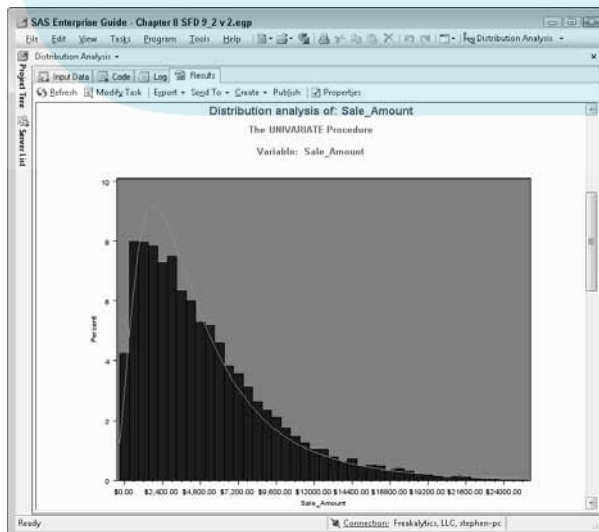 SAS Enterprise Guide - Chapter 8 SFD 9_2 v 2.egp
File Edit View Tasks Program Tools Help Distribution Analysis
Distribution Analysis
Input Data Code Log Results
Refresh Modify Task Export Send To Create Publish Properties
Project Tree
Server List
Distribution analysis of: Sale_Amount
The UNIVARIATE Procedure
Variable: Sale_Amount
10
8
6
4
2
0
Percent
$0.00 $2,400.00 $4,800.00 $7,200.00 $9,600.00 $12000.00 $14400.00 $16800.00 $19200.00 $21600.00 $24000.00
Sale_Amount
Ready Connection: Freakalytics, LLC, stephen-pc